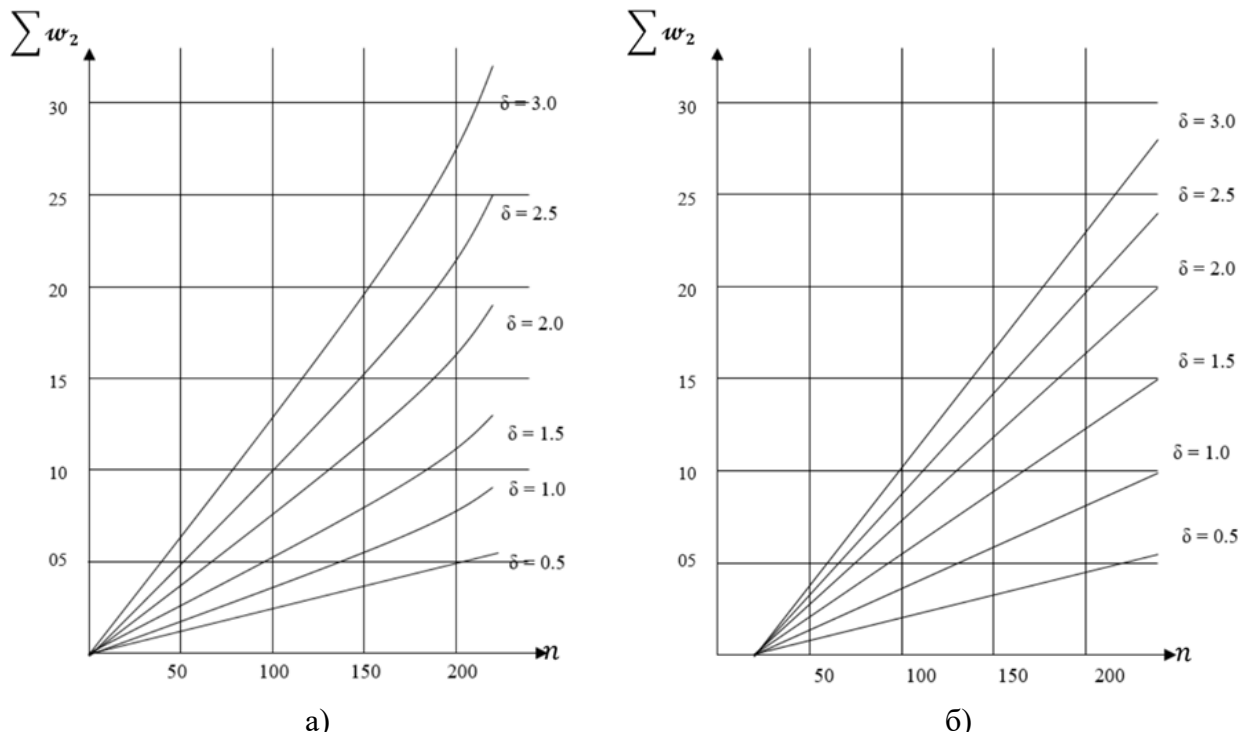 ∑ 𝓌₂
30
25
20
15
10
05
δ = 3.0
δ = 2.5
δ = 2.0
δ = 1.5
δ = 1.0
δ = 0.5
n
50 100 150 200
а)
∑ 𝓌₂
30
25
20
15
10
05
δ = 3.0
δ = 2.5
δ = 2.0
δ = 1.5
δ = 1.0
δ = 0.5
n
50 100 150 200
б)